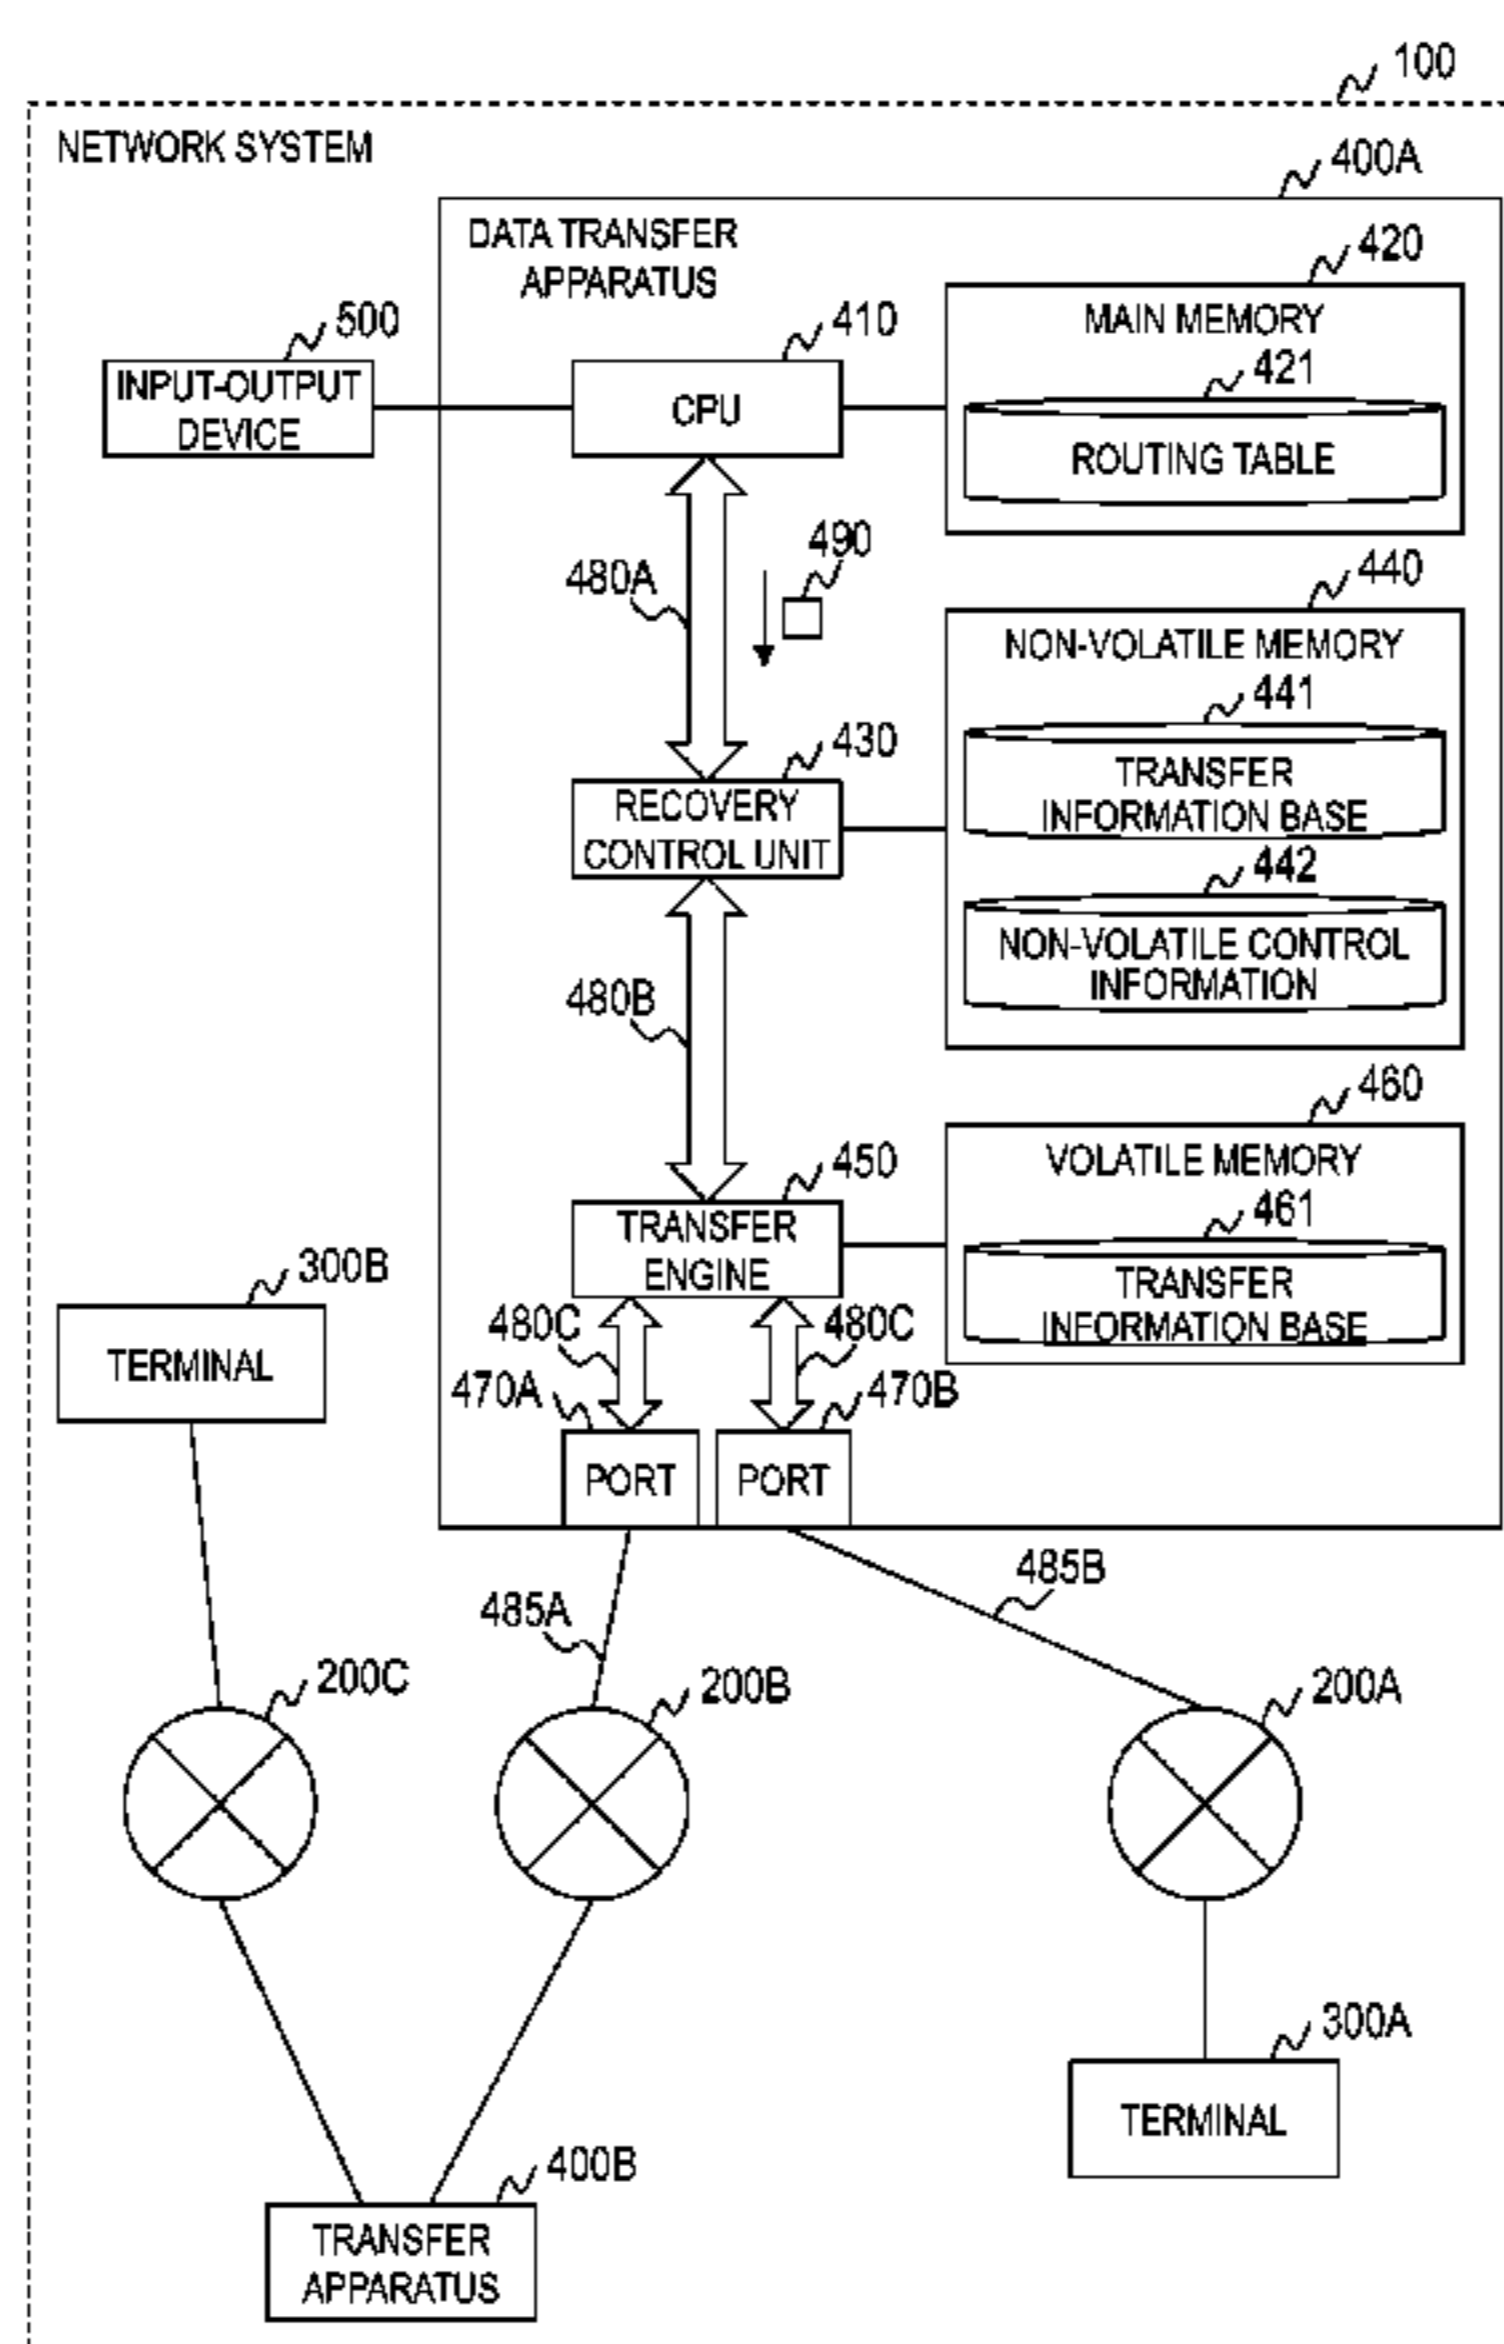 100
NETWORK SYSTEM
400A
DATA TRANSFER
APPARATUS
420
MAIN MEMORY
500
410
421
INPUT-OUTPUT
DEVICE
CPU
ROUTING TABLE
490
480A
440
NON-VOLATILE MEMORY
441
430
TRANSFER
INFORMATION BASE
RECOVERY
CONTROL UNIT
442
NON-VOLATILE CONTROL
INFORMATION
480B
460
VOLATILE MEMORY
450
461
TRANSFER
ENGINE
TRANSFER
INFORMATION BASE
300B
TERMINAL
480C
480C
470A
470B
PORT
PORT
485B
485A
200C
200B
200A
300A
TERMINAL
400B
TRANSFER
APPARATUS